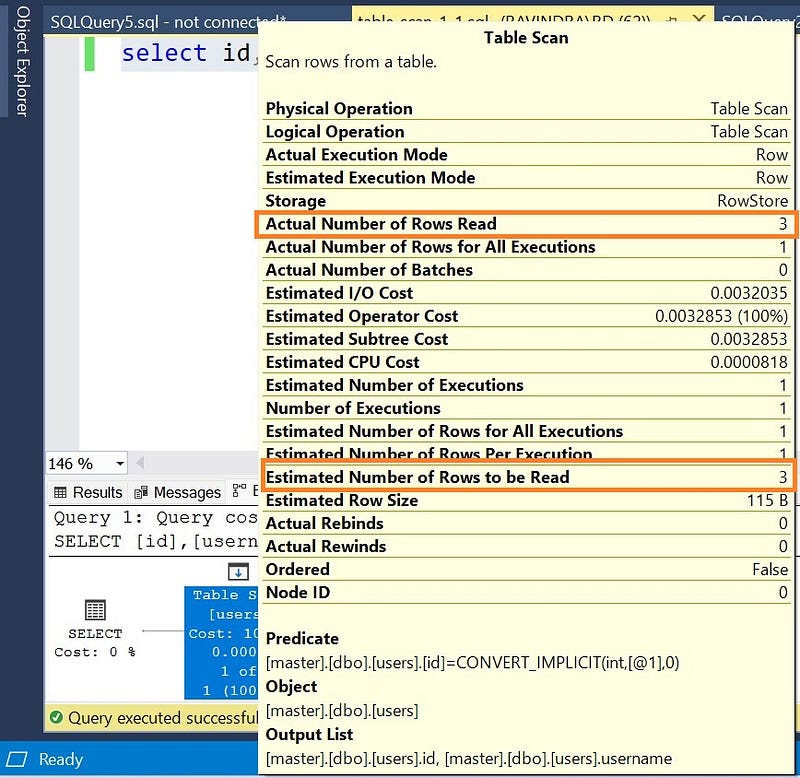 Object Explorer
SQLQuery5.sql - not connected*
table-scan-1-1.sql
(RAVINDRA\RD (62))
select id,
Table Scan
Scan rows from a table.
Physical Operation Table Scan
Logical Operation Table Scan
Actual Execution Mode Row
Estimated Execution Mode Row
Storage RowStore
Actual Number of Rows Read 3
Actual Number of Rows for All Executions 1
Actual Number of Batches 0
Estimated I/O Cost 0.0032035
Estimated Operator Cost 0.0032853 (100%)
Estimated Subtree Cost 0.0032853
Estimated CPU Cost 0.0000818
Estimated Number of Executions 1
Number of Executions 1
Estimated Number of Rows for All Executions 1
Estimated Number of Rows Per Execution 1
Estimated Number of Rows to be Read 3
Estimated Row Size 115 B
Actual Rebinds 0
Actual Rewinds 0
Ordered False
Node ID 0
Predicate
[master].[dbo].[users].[id]=CONVERT_IMPLICIT(int,[@1],0)
Object
[master].[dbo].[users]
Output List
[master].[dbo].[users].id, [master].[dbo].[users].username
146 %
Results Messages E
Query 1: Query cos
SELECT [id],[usern
Table S
[users
Cost: 10
0.000
1 of
1 (100
SELECT
Cost: 0 %
Query executed successful
Ready